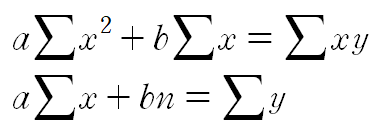 a∑x² + b∑x = ∑xy
a∑x + bn = ∑y